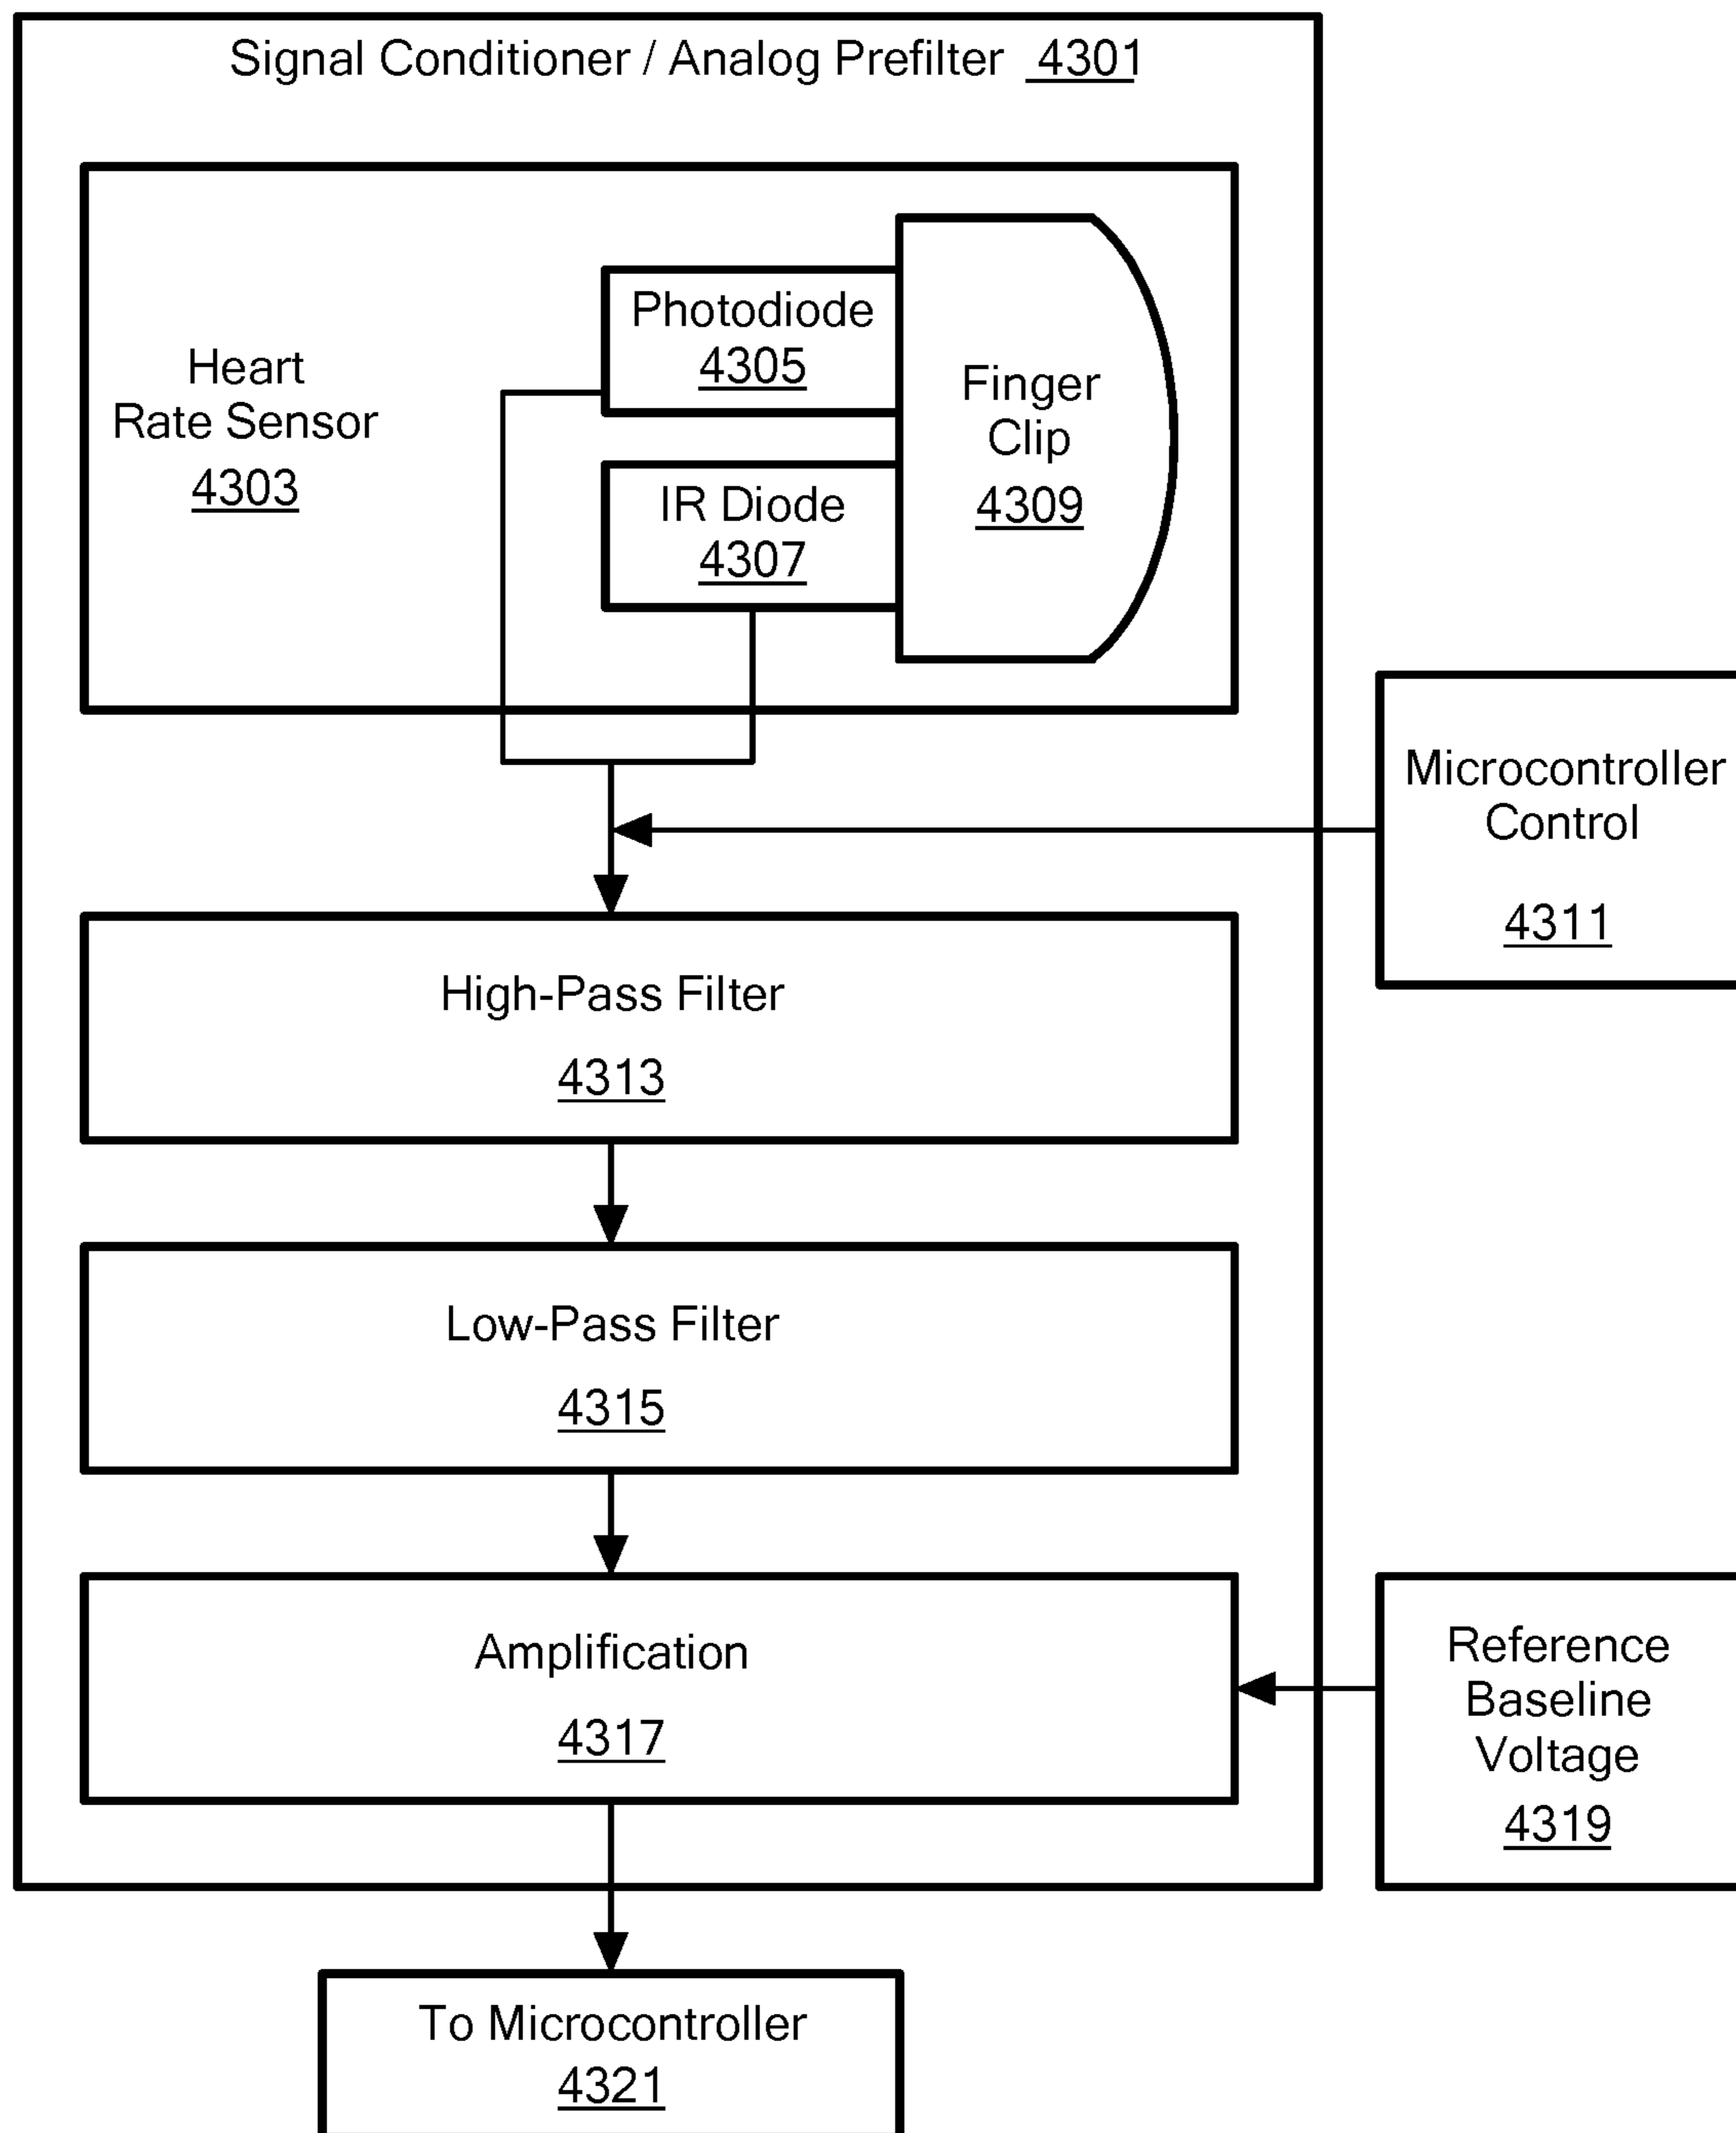 Signal Conditioner / Analog Prefilter 4301
Heart
Rate Sensor
4303
Photodiode
4305
IR Diode
4307
Finger
Clip
4309
Microcontroller
Control
4311
High-Pass Filter
4313
Low-Pass Filter
4315
Amplification
4317
Reference
Baseline
Voltage
4319
To Microcontroller
4321